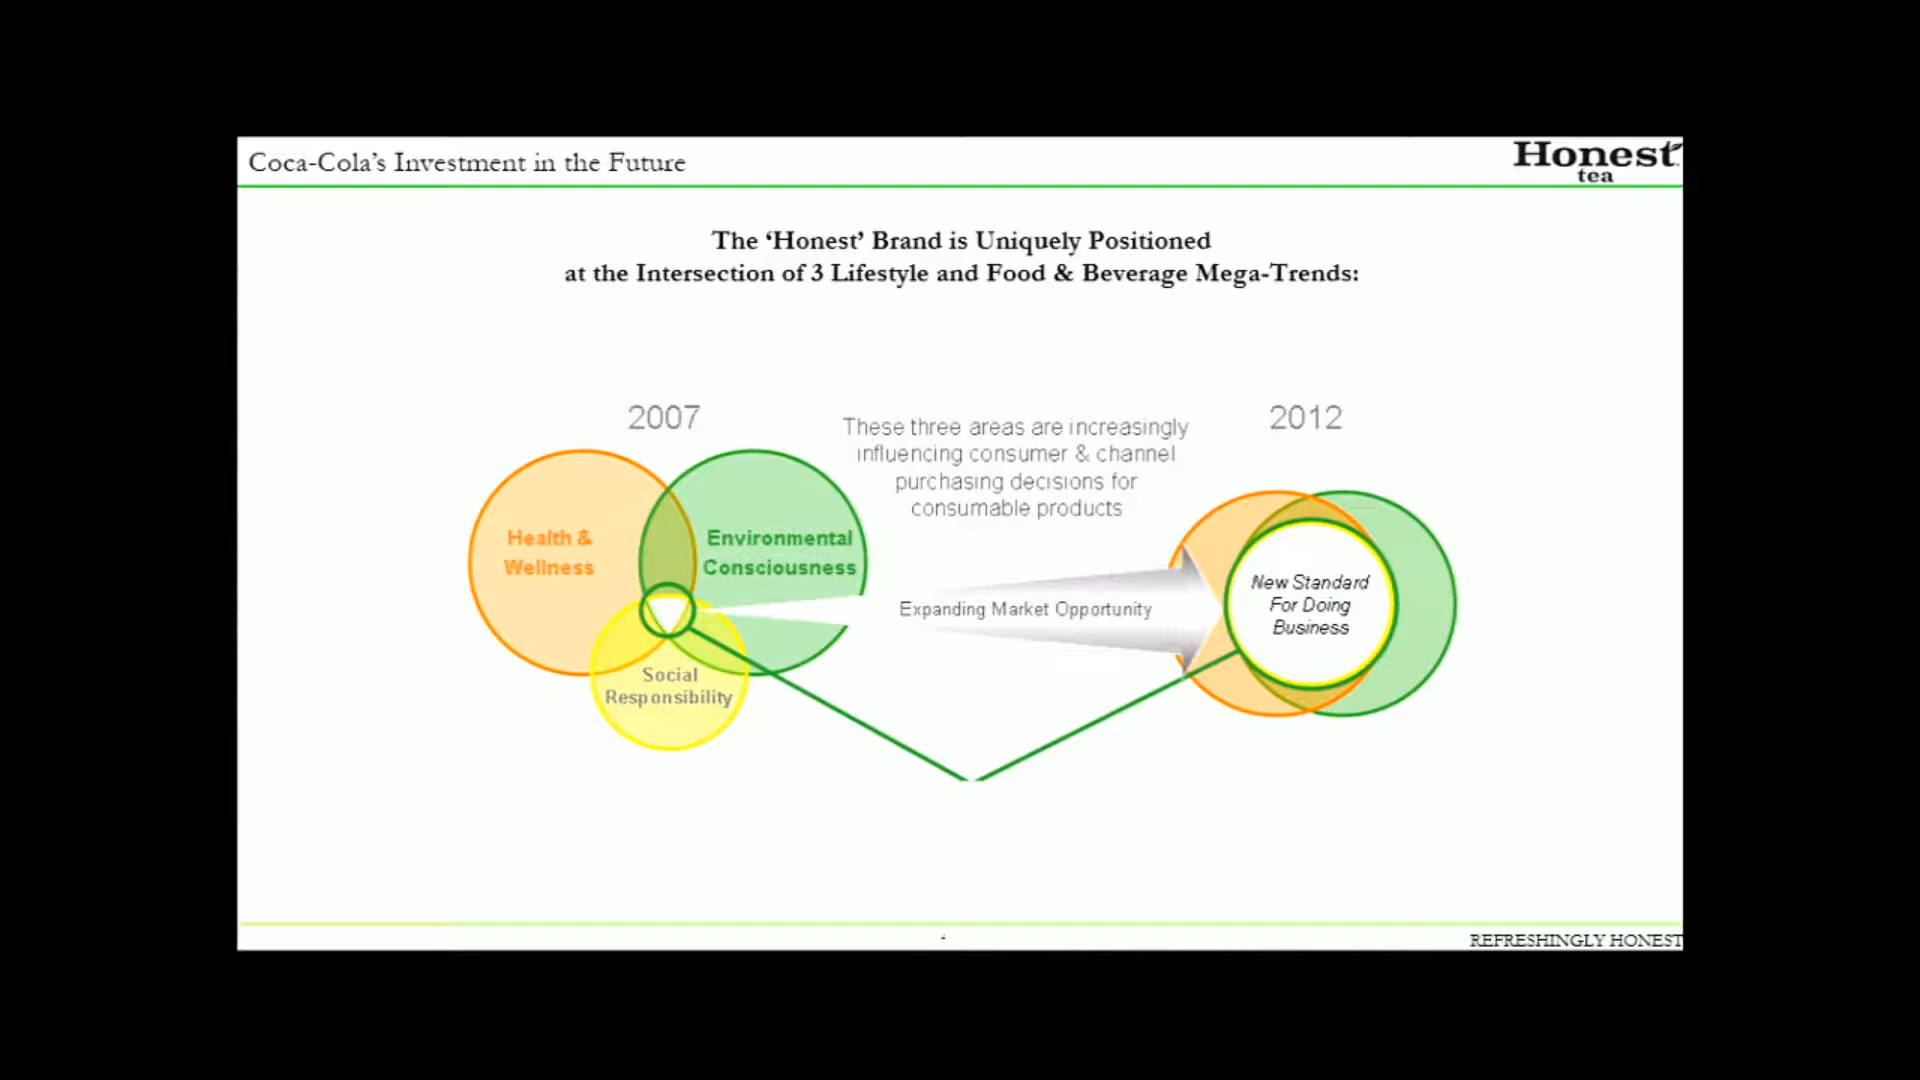 Coca-Cola's Investment in the Future
Honest
tea
The ‘Honest’ Brand is Uniquely Positioned
at the Intersection of 3 Lifestyle and Food & Beverage Mega-Trends:
2007
These three areas are increasingly
influencing consumer & channel
purchasing decisions for
consumable products
2012
Health &
Wellness
Environmental
Consciousness
Expanding Market Opportunity
New Standard
For Doing
Business
Social
Responsibility
REFRESHINGLY HONEST